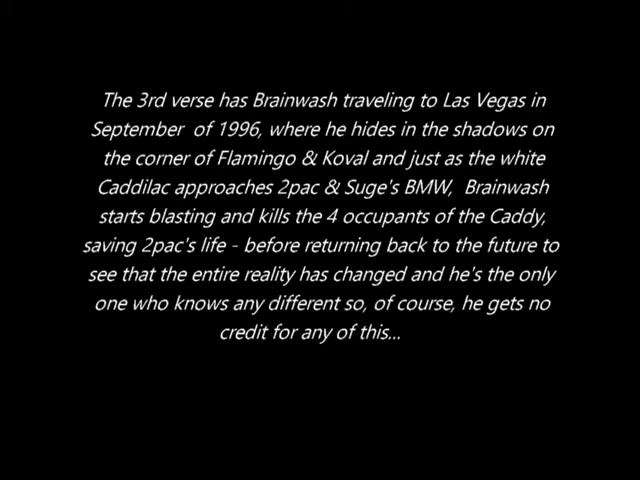 The 3rd verse has Brainwash traveling to Las Vegas in
September of 1996, where he hides in the shadows on
the corner of Flamingo & Koval and just as the white
Caddilac approaches 2pac & Suge's BMW, Brainwash
starts blasting and kills the 4 occupants of the Caddy,
saving 2pac's life - before returning back to the future to
see that the entire reality has changed and he's the only
one who knows any different so, of course, he gets no
credit for any of this...